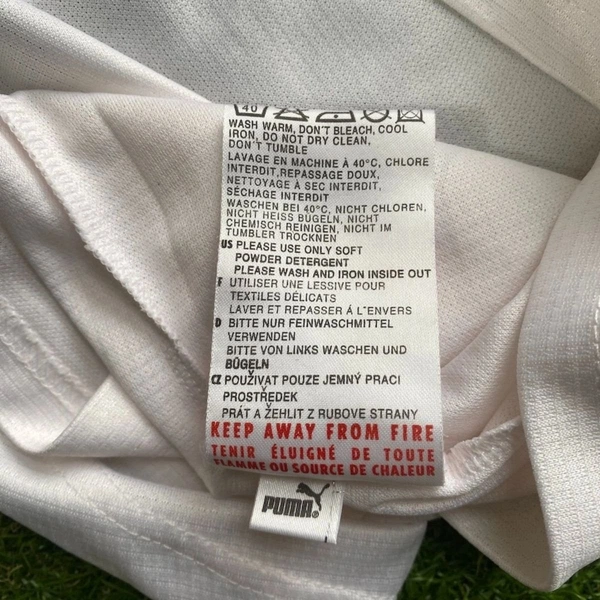 40
WASH WARM, DON'T BLEACH, COOL
IRON, DO NOT DRY CLEAN,
DON'T TUMBLE
LAVAGE EN MACHINE À 40°C, CHLORE
INTERDIT,REPASSAGE DOUX,
NETTOYAGE A SEC INTERDIT,
SÉCHAGE INTERDIT
WASCHEN BEI 40°C, NICHT CHLOREN,
NICHT HEISS BÜGELN, NICHT
CHEMISCH REINIGEN, NICHT IM
TUMBLER TROCKNEN
US PLEASE USE ONLY SOFT
POWDER DETERGENT
PLEASE WASH AND IRON INSIDE OUT
F UTILISER UNE LESSIVE POUR
TEXTILES DÉLICATS
LAVER ET REPASSER À L'ENVERS
D BITTE NUR FEINWASCHMITTEL
VERWENDEN
BITTE VON LINKS WASCHEN UND
BÜGELN
CZ POUŽIVAT POUZE JEMNÝ PRACI
PROSTŘEDEK
PRÁT A ŽEHLIT Z RUBOVE STRANY
KEEP AWAY FROM FIRE
TENIR ÉLUIGNÉ DE TOUTE
FLAMME OU SOURCE DE CHALEUR
PUMA®